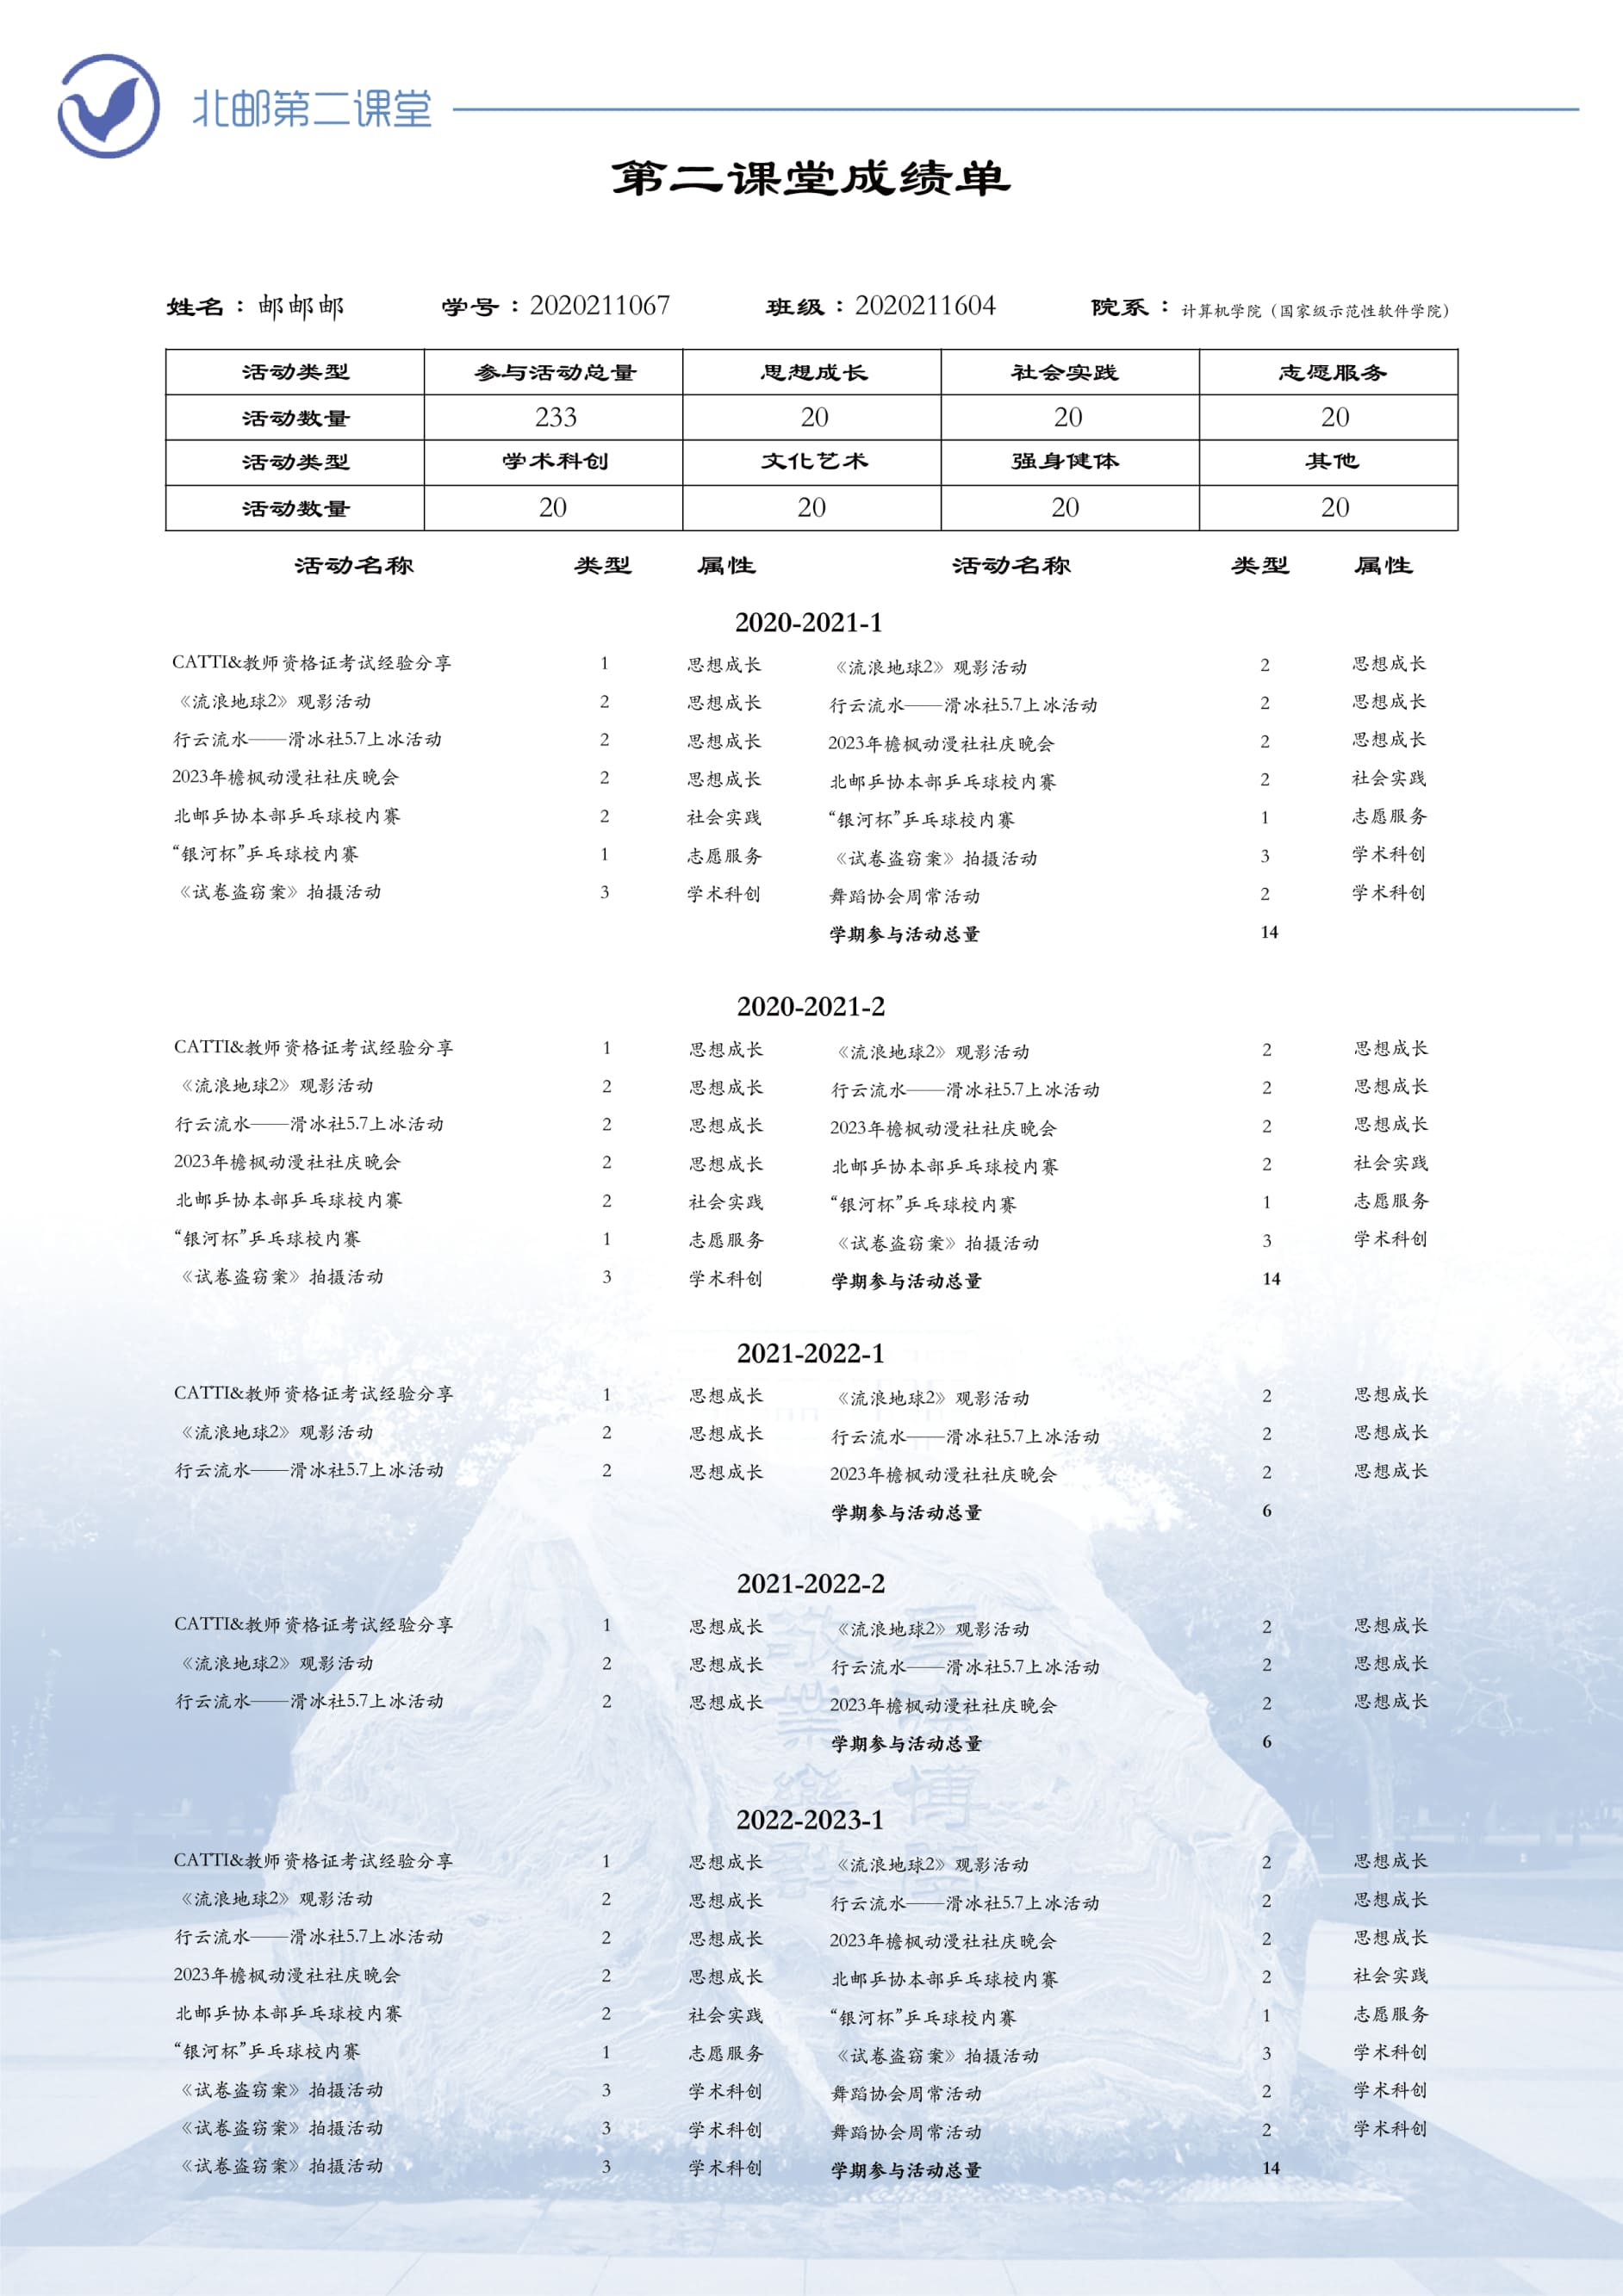 北邮第二课堂
第二课堂成绩单
姓名：邮邮邮 学号：2020211067 班级：2020211604 院系：计算机学院（国家级示范性软件学院）
活动类型 参与活动总量 思想成长 社会实践 志愿服务
活动数量 233 20 20 20
活动类型 学术科创 文化艺术 强身健体 其他
活动数量 20 20 20 20
活动名称 类型 属性 活动名称 类型 属性
2020-2021-1
CATTI&教师资格证考试经验分享 1 思想成长 《流浪地球2》观影活动 2 思想成长
《流浪地球2》观影活动 2 思想成长 行云流水——滑冰社5.7上冰活动 2 思想成长
行云流水——滑冰社5.7上冰活动 2 思想成长 2023年檐枫动漫社社庆晚会 2 思想成长
2023年檐枫动漫社社庆晚会 2 思想成长 北邮乒协本部乒乓球校内赛 2 社会实践
北邮乒协本部乒乓球校内赛 2 社会实践 “银河杯”乒乓球校内赛 1 志愿服务
“银河杯”乒乓球校内赛 1 志愿服务 《试卷盗窃案》拍摄活动 3 学术科创
《试卷盗窃案》拍摄活动 3 学术科创 舞蹈协会周常活动 2 学术科创
学期参与活动总量 14
2020-2021-2
CATTI&教师资格证考试经验分享 1 思想成长 《流浪地球2》观影活动 2 思想成长
《流浪地球2》观影活动 2 思想成长 行云流水——滑冰社5.7上冰活动 2 思想成长
行云流水——滑冰社5.7上冰活动 2 思想成长 2023年檐枫动漫社社庆晚会 2 思想成长
2023年檐枫动漫社社庆晚会 2 思想成长 北邮乒协本部乒乓球校内赛 2 社会实践
北邮乒协本部乒乓球校内赛 2 社会实践 “银河杯”乒乓球校内赛 1 志愿服务
“银河杯”乒乓球校内赛 1 志愿服务 《试卷盗窃案》拍摄活动 3 学术科创
《试卷盗窃案》拍摄活动 3 学术科创 学期参与活动总量 14
2021-2022-1
CATTI&教师资格证考试经验分享 1 思想成长 《流浪地球2》观影活动 2 思想成长
《流浪地球2》观影活动 2 思想成长 行云流水——滑冰社5.7上冰活动 2 思想成长
行云流水——滑冰社5.7上冰活动 2 思想成长 2023年檐枫动漫社社庆晚会 2 思想成长
学期参与活动总量 6
2021-2022-2
CATTI&教师资格证考试经验分享 1 思想成长 《流浪地球2》观影活动 2 思想成长
《流浪地球2》观影活动 2 思想成长 行云流水——滑冰社5.7上冰活动 2 思想成长
行云流水——滑冰社5.7上冰活动 2 思想成长 2023年檐枫动漫社社庆晚会 2 思想成长
学期参与活动总量 6
2022-2023-1
CATTI&教师资格证考试经验分享 1 思想成长 《流浪地球2》观影活动 2 思想成长
《流浪地球2》观影活动 2 思想成长 行云流水——滑冰社5.7上冰活动 2 思想成长
行云流水——滑冰社5.7上冰活动 2 思想成长 2023年檐枫动漫社社庆晚会 2 思想成长
2023年檐枫动漫社社庆晚会 2 思想成长 北邮乒协本部乒乓球校内赛 2 社会实践
北邮乒协本部乒乓球校内赛 2 社会实践 “银河杯”乒乓球校内赛 1 志愿服务
“银河杯”乒乓球校内赛 1 志愿服务 《试卷盗窃案》拍摄活动 3 学术科创
《试卷盗窃案》拍摄活动 3 学术科创 舞蹈协会周常活动 2 学术科创
《试卷盗窃案》拍摄活动 3 学术科创 舞蹈协会周常活动 2 学术科创
《试卷盗窃案》拍摄活动 3 学术科创 学期参与活动总量 14